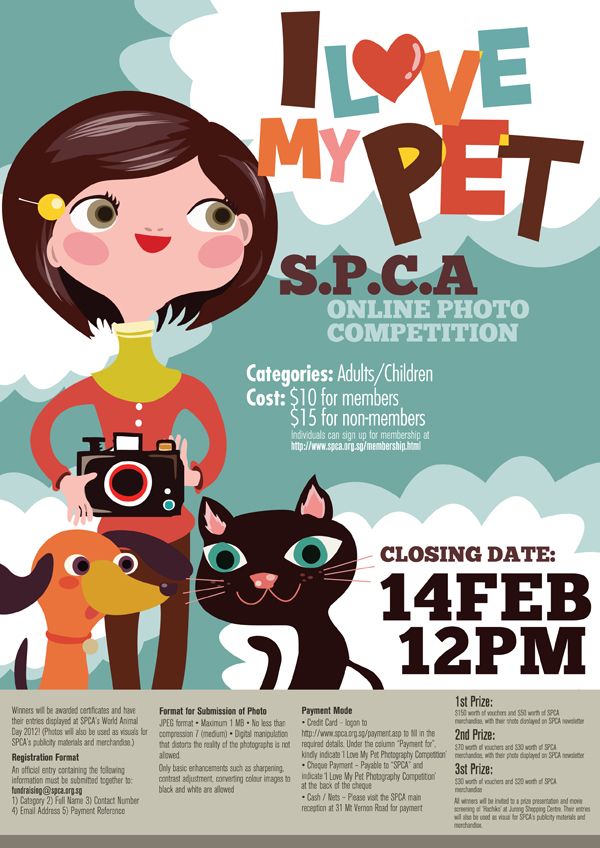 I LOVE
MY PET
S.P.C.A
ONLINE PHOTO
COMPETITION
Categories: Adults/Children
Cost: $10 for members
$15 for non-members
Individuals can sign up for membership at
http://www.spca.org.sg/membership.html
CLOSING DATE:
14FEB
12PM
Winners will be awarded certificates and have
their entries displayed at SPCA's World Animal
Day 2012! (Photos will also be used as visuals for
SPCA's publicity materials and merchandise.)
Registration Format
An official entry containing the following
information must be submitted together to:
fundraising@spca.org.sg
1) Category 2) Full Name 3) Contact Number
4) Email Address 5) Payment Reference
Format for Submission of Photo
JPEG format • Maximum 1 MB • No less than
compression 7 (medium) • Digital manipulation
that distorts the reality of the photographs is not
allowed.
Only basic enhancements such as sharpening,
contrast adjustment, converting colour images to
black and white are allowed
Payment Mode
• Credit Card – logon to
http://www.spca.org.sg/payment.asp to fill in the
required details. Under the column "Payment for",
kindly indicate 'I Love My Pet Photography Competition'
• Cheque Payment – Payable to "SPCA" and
indicate 'I Love My Pet Photography Competition'
at the back of the cheque
• Cash / Nets – Please visit the SPCA main
reception at 31 Mt Vernon Road for payment
1st Prize:
$150 worth of vouchers and $50 worth of SPCA
merchandise, with their photo displayed on SPCA newsletter
2nd Prize:
$70 worth of vouchers and $30 worth of SPCA
merchandise, with their photo displayed on SPCA newsletter
3rd Prize:
$30 worth of vouchers and $20 worth of SPCA
merchandise
All winners will be invited to a prize presentation and movie
screening of 'Hachiko' at Jurong Shopping Centre. Their entries
will also be used as visual for SPCA's publicity materials and
merchandise.